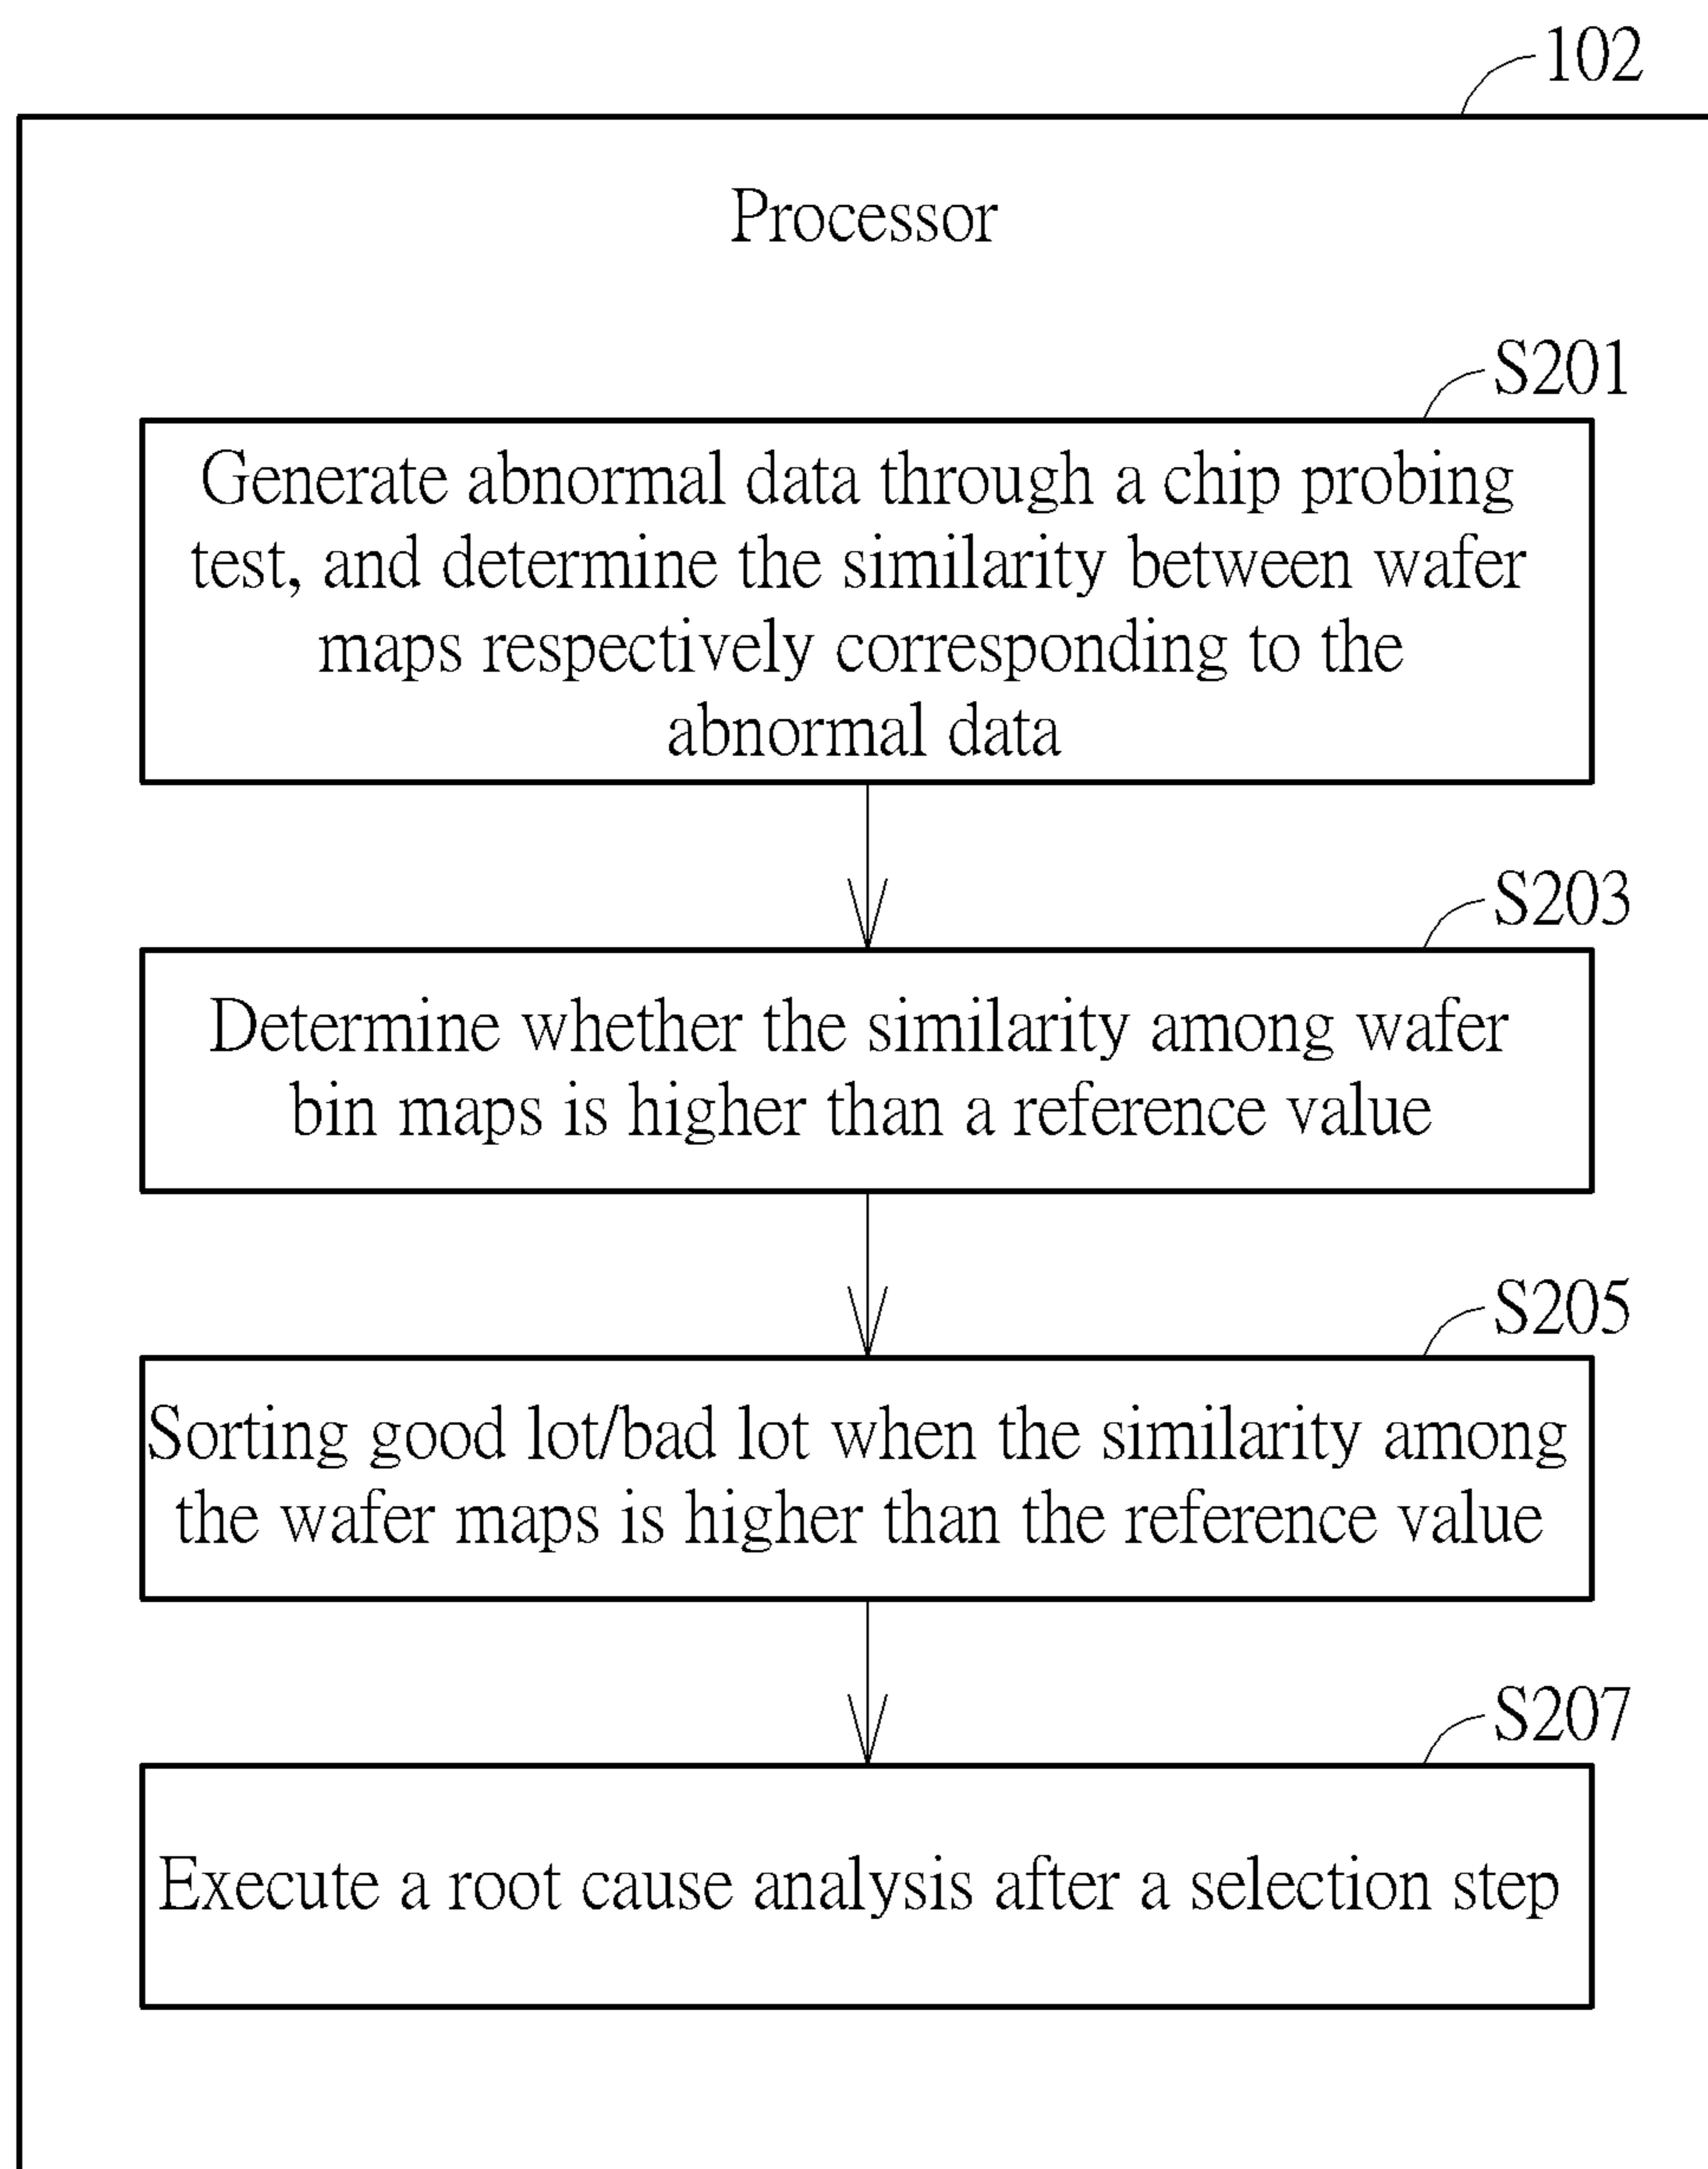 102
Processor
S201
Generate abnormal data through a chip probing
test, and determine the similarity between wafer
maps respectively corresponding to the
abnormal data
S203
Determine whether the similarity among wafer
bin maps is higher than a reference value
S205
Sorting good lot/bad lot when the similarity among
the wafer maps is higher than the reference value
S207
Execute a root cause analysis after a selection step